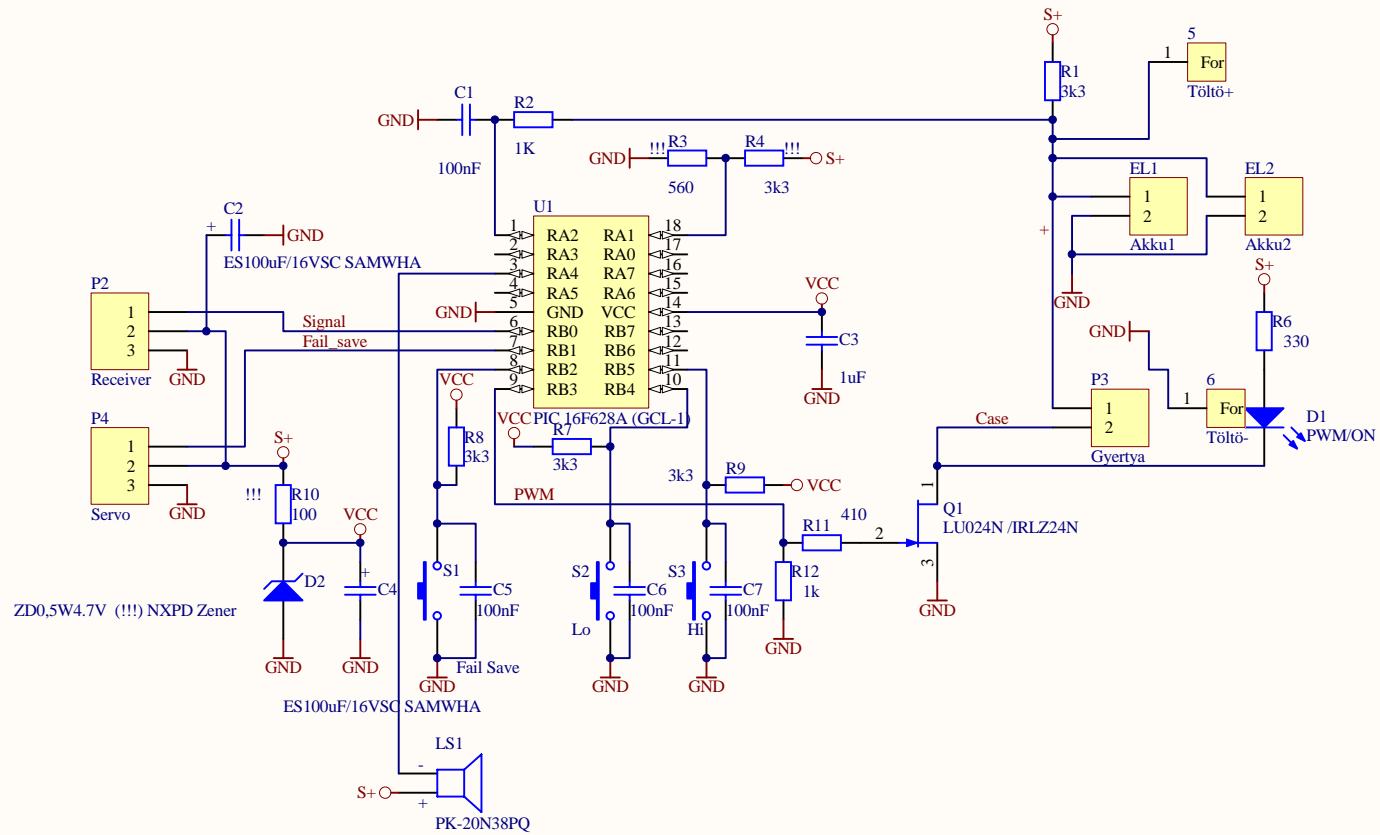 S+
5
1
For
Töltö+
R1
3k3
C1
GND
100nF
R2
1K
GND
!!!
R3
560
R4
!!!
S+
3k3
EL1
1
2
Akku1
EL2
1
2
Akku2
+
GND
C2
+
GND
ES100uF/16VSC SAMWHA
U1
1 RA2 RA1 18
2 RA3 RA0 17
3 RA4 RA7 16
4 RA5 RA6 15
GND 5 GND VCC 14
6 RB0 RB7 13
7 RB1 RB6 12
8 RB2 RB5 11
9 RB3 RB4 10
PIC 16F628A (GCL-1)
P2
1
2
3
Receiver
GND
Signal
Fail_save
VCC
C3
1uF
GND
S+
R6
330
GND
P3
1
2
Gyertya
Case
6
1
For
Töltö-
D1
PWM/ON
P4
1
2
3
Servo
GND
S+
!!!
R10
100
VCC
D2
ZD0,5W4.7V (!!!) NXPD Zener
GND
+
C4
GND
ES100uF/16VSC SAMWHA
VCC
R8
3k3
VCC
R7
3k3
3k3
R9
VCC
PWM
S1
C5
100nF
GND
Fail Save
S2
Lo
C6
100nF
GND
S3
Hi
C7
100nF
GND
410
R11
R12
1k
GND
1
2
3
Q1
LU024N /IRLZ24N
GND
LS1
-
S+
+
PK-20N38PQ